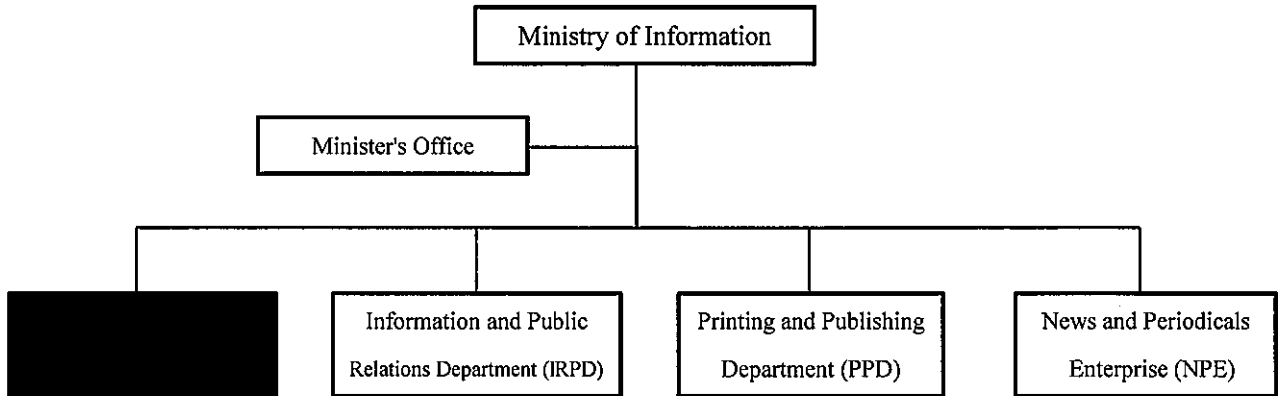 Ministry of Information
Minister's Office
Information and Public
Relations Department (IRPD)
Printing and Publishing
Department (PPD)
News and Periodicals
Enterprise (NPE)